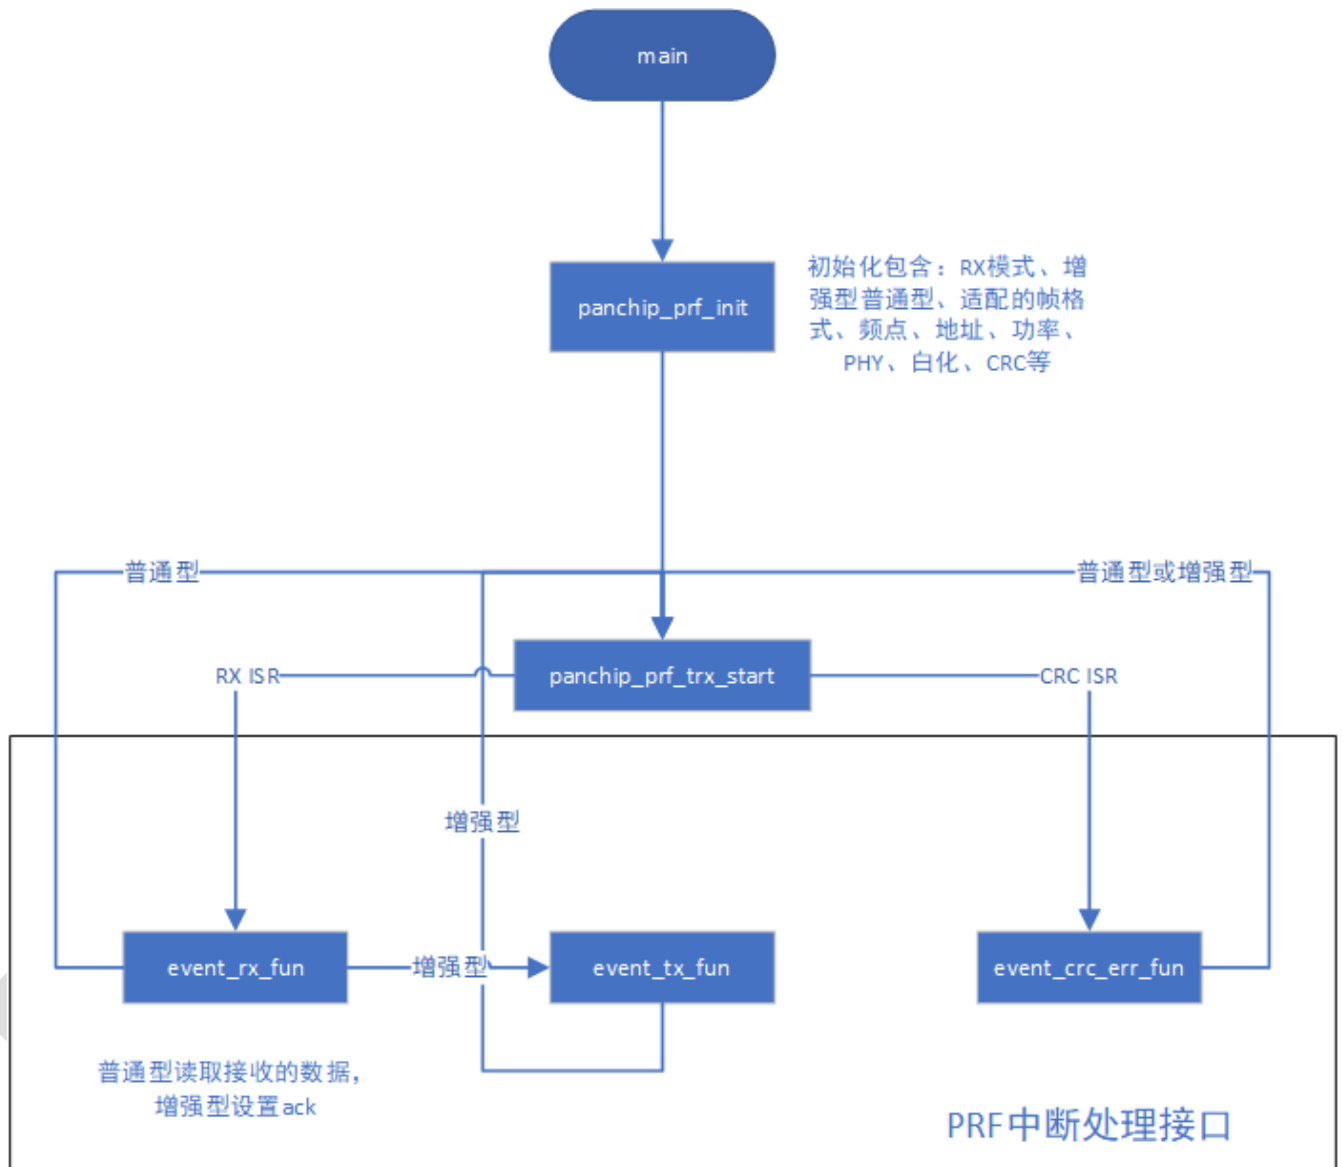 main
panchip_prf_init
初始化包含：RX模式、增
强型普通型、适配的帧格
式、频点、地址、功率、
PHY、白化、CRC等
普通型
普通型或增强型
RX ISR
panchip_prf_trx_start
CRC ISR
增强型
event_rx_fun
增强型
event_tx_fun
event_crc_err_fun
普通型读取接收的数据，
增强型设置ack
PRF中断处理接口